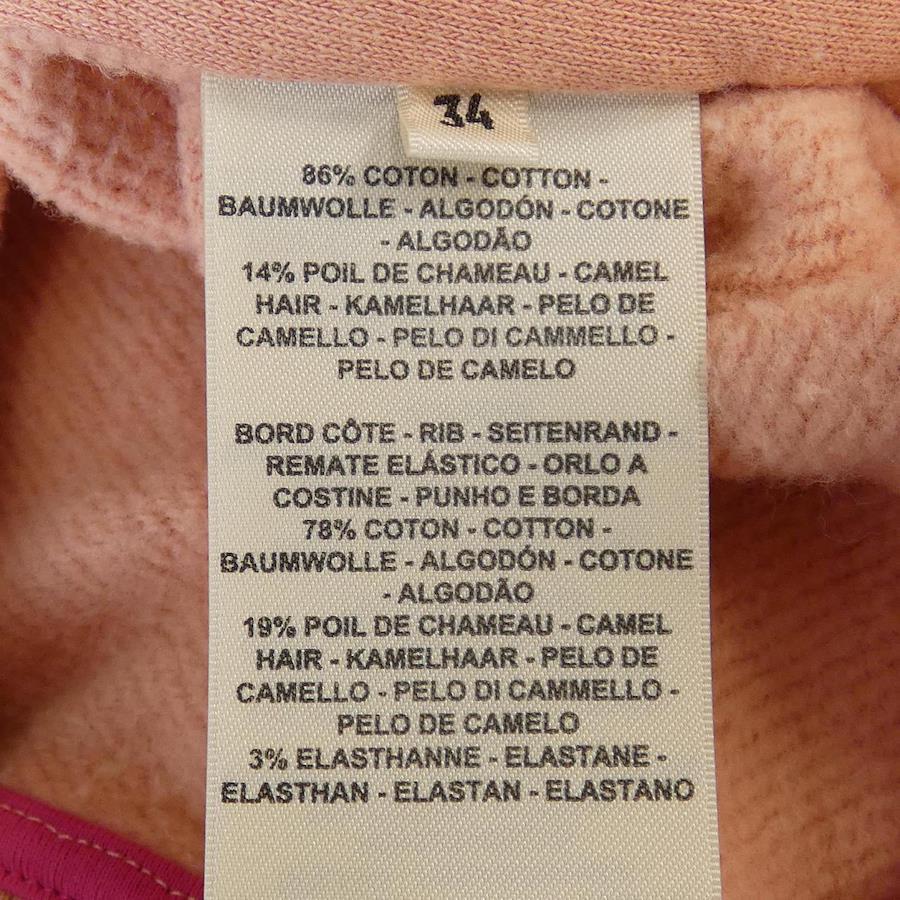 34
86% COTON - COTTON -
BAUMWOLLE - ALGODÓN - COTONE
- ALGODÃO
14% POIL DE CHAMEAU - CAMEL
HAIR - KAMELHAAR - PELO DE
CAMELLO - PELO DI CAMMELLO -
PELO DE CAMELO
BORD CÔTE - RIB - SEITENRAND -
REMATE ELÁSTICO - ORLO A
COSTINE - PUNHO E BORDA
78% COTON - COTTON -
BAUMWOLLE - ALGODÓN - COTONE
- ALGODÃO
19% POIL DE CHAMEAU - CAMEL
HAIR - KAMELHAAR - PELO DE
CAMELLO - PELO DI CAMMELLO -
PELO DE CAMELO
3% ELASTHANNE - ELASTANE -
ELASTHAN - ELASTAN - ELASTANO